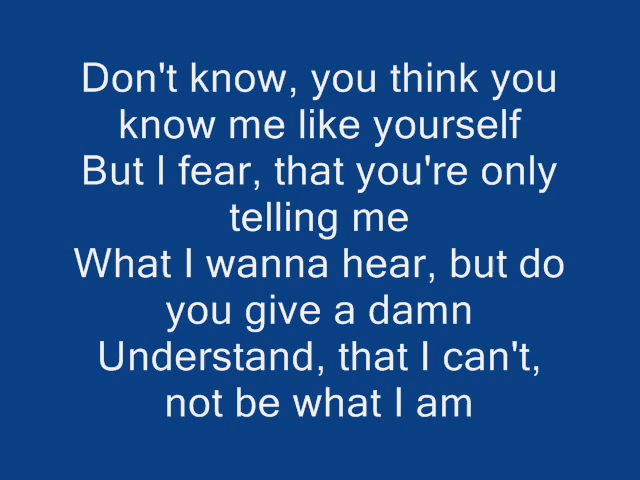 Don't know, you think you
know me like yourself
But I fear, that you're only
telling me
What I wanna hear, but do
you give a damn
Understand, that I can't,
not be what I am